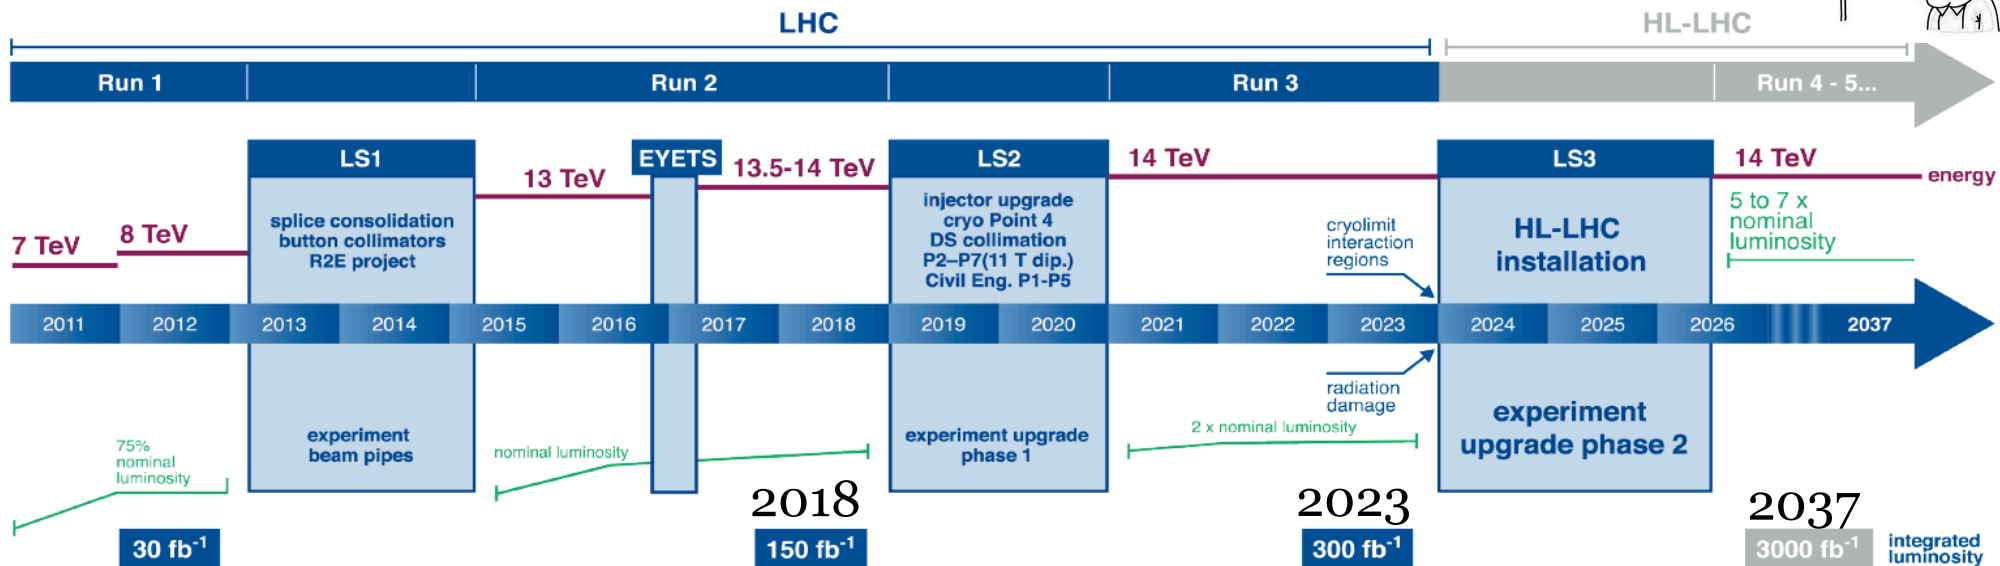 LHC
HL-LHC
Run 1
Run 2
Run 3
Run 4 - 5...
LS1
EYETS
LS2
LS3
7 TeV
8 TeV
13 TeV
13.5-14 TeV
14 TeV
14 TeV
energy
splice consolidation
button collimators
R2E project
injector upgrade
cryo Point 4
DS collimation
P2–P7(11 T dip.)
Civil Eng. P1-P5
cryolimit
interaction
regions
HL-LHC
installation
5 to 7 x
nominal
luminosity
2011
2012
2013
2014
2015
2016
2017
2018
2019
2020
2021
2022
2023
2024
2025
2026
2037
radiation
damage
75%
nominal
luminosity
experiment
beam pipes
nominal luminosity
experiment upgrade
phase 1
2 x nominal luminosity
experiment
upgrade phase 2
2018
2023
2037
30 fb⁻¹
150 fb⁻¹
300 fb⁻¹
3000 fb⁻¹
integrated
luminosity